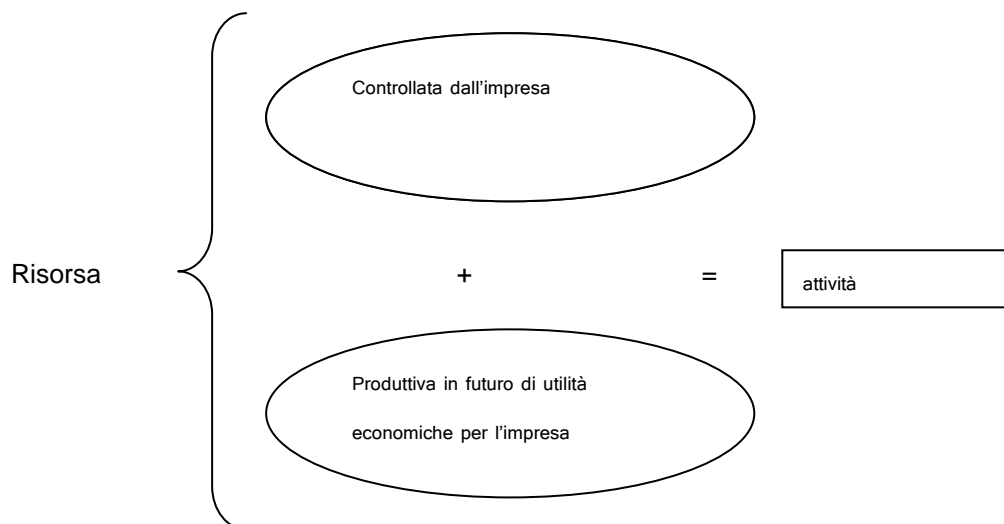 Controllata dall'impresa
Risorsa
+
=
attività
Produttiva in futuro di utilità
economiche per l'impresa